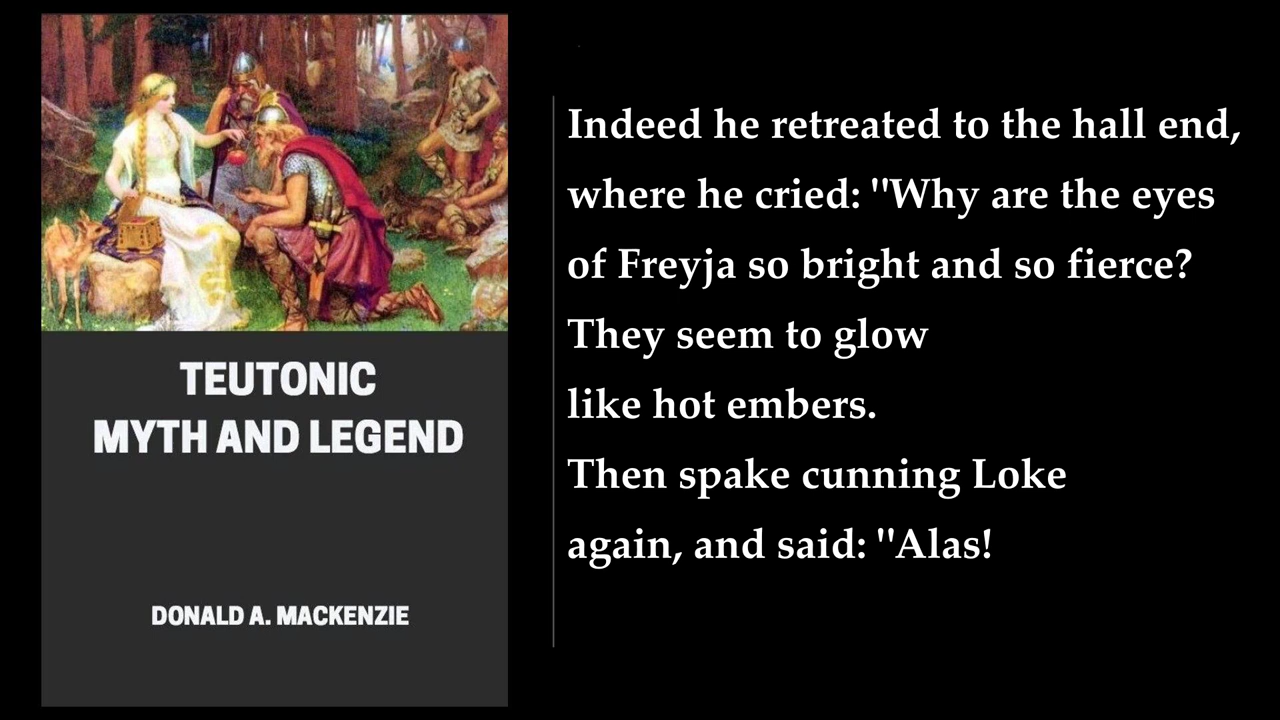 TEUTONIC
MYTH AND LEGEND
DONALD A. MACKENZIE
Indeed he retreated to the hall end,
where he cried: "Why are the eyes
of Freyja so bright and so fierce?
They seem to glow
like hot embers.
Then spake cunning Loke
again, and said: "Alas!